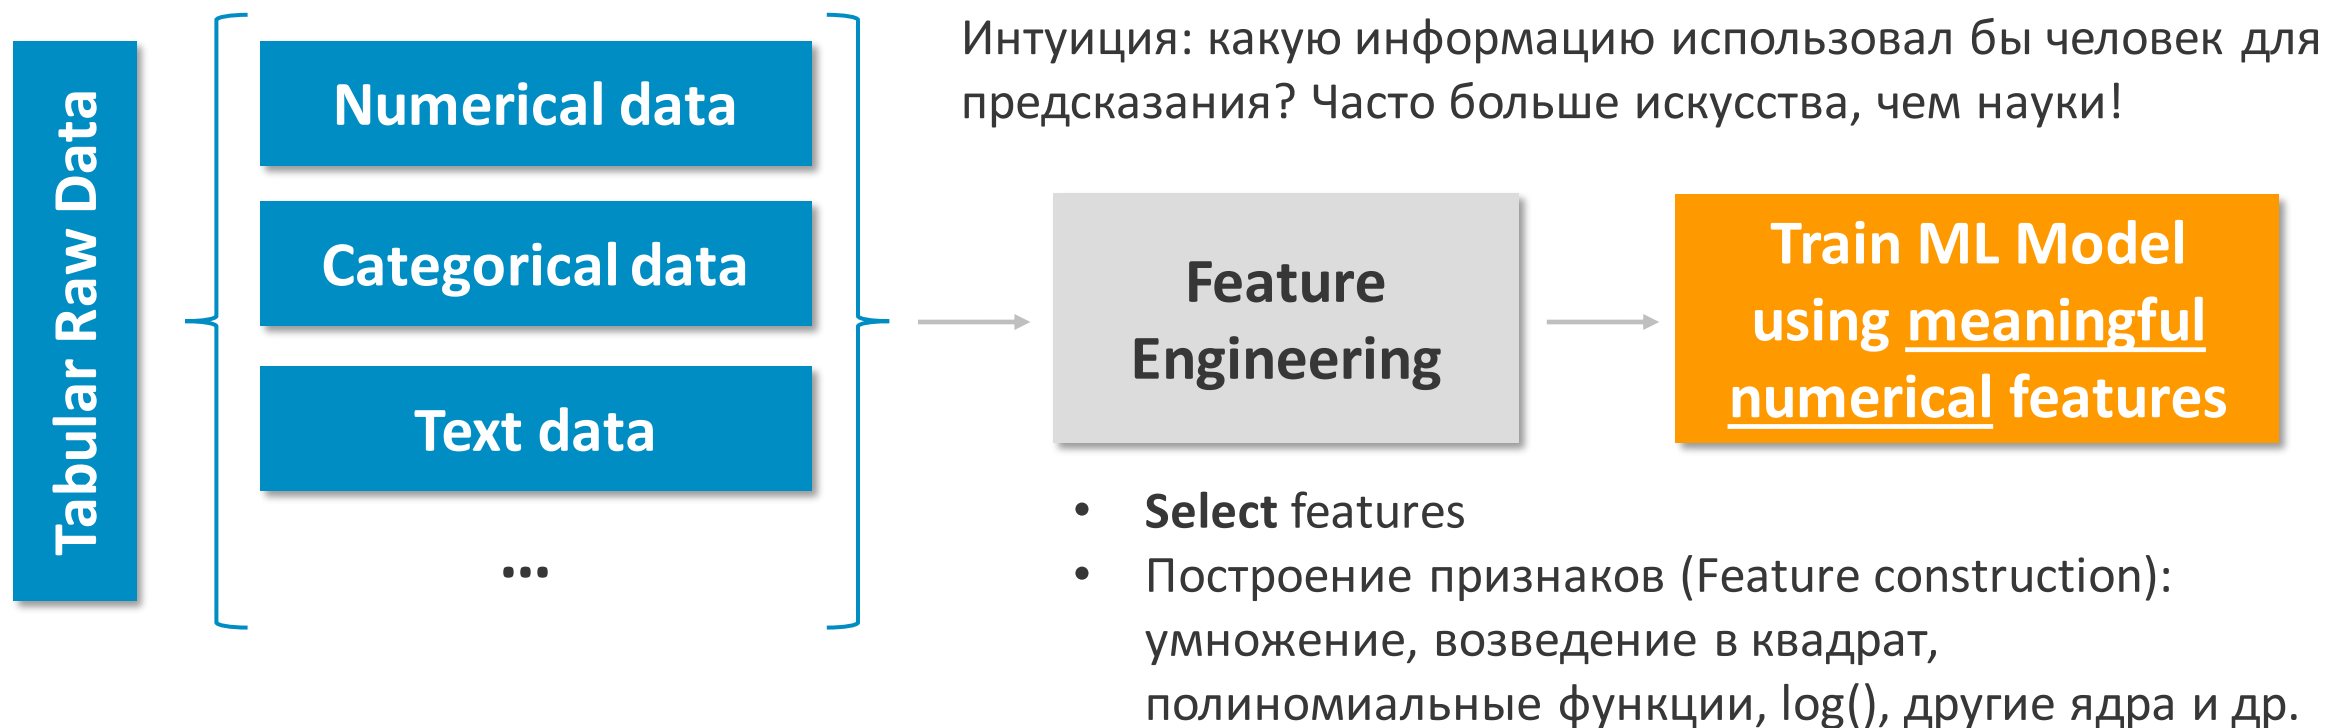 Tabular Raw Data
Numerical data
Categorical data
Text data
...
Интуиция: какую информацию использовал бы человек для
предсказания? Часто больше искусства, чем науки!
Feature
Engineering
Train ML Model
using meaningful
numerical features
• Select features
• Построение признаков (Feature construction):
умножение, возведение в квадрат,
полиномиальные функции, log(), другие ядра и др.